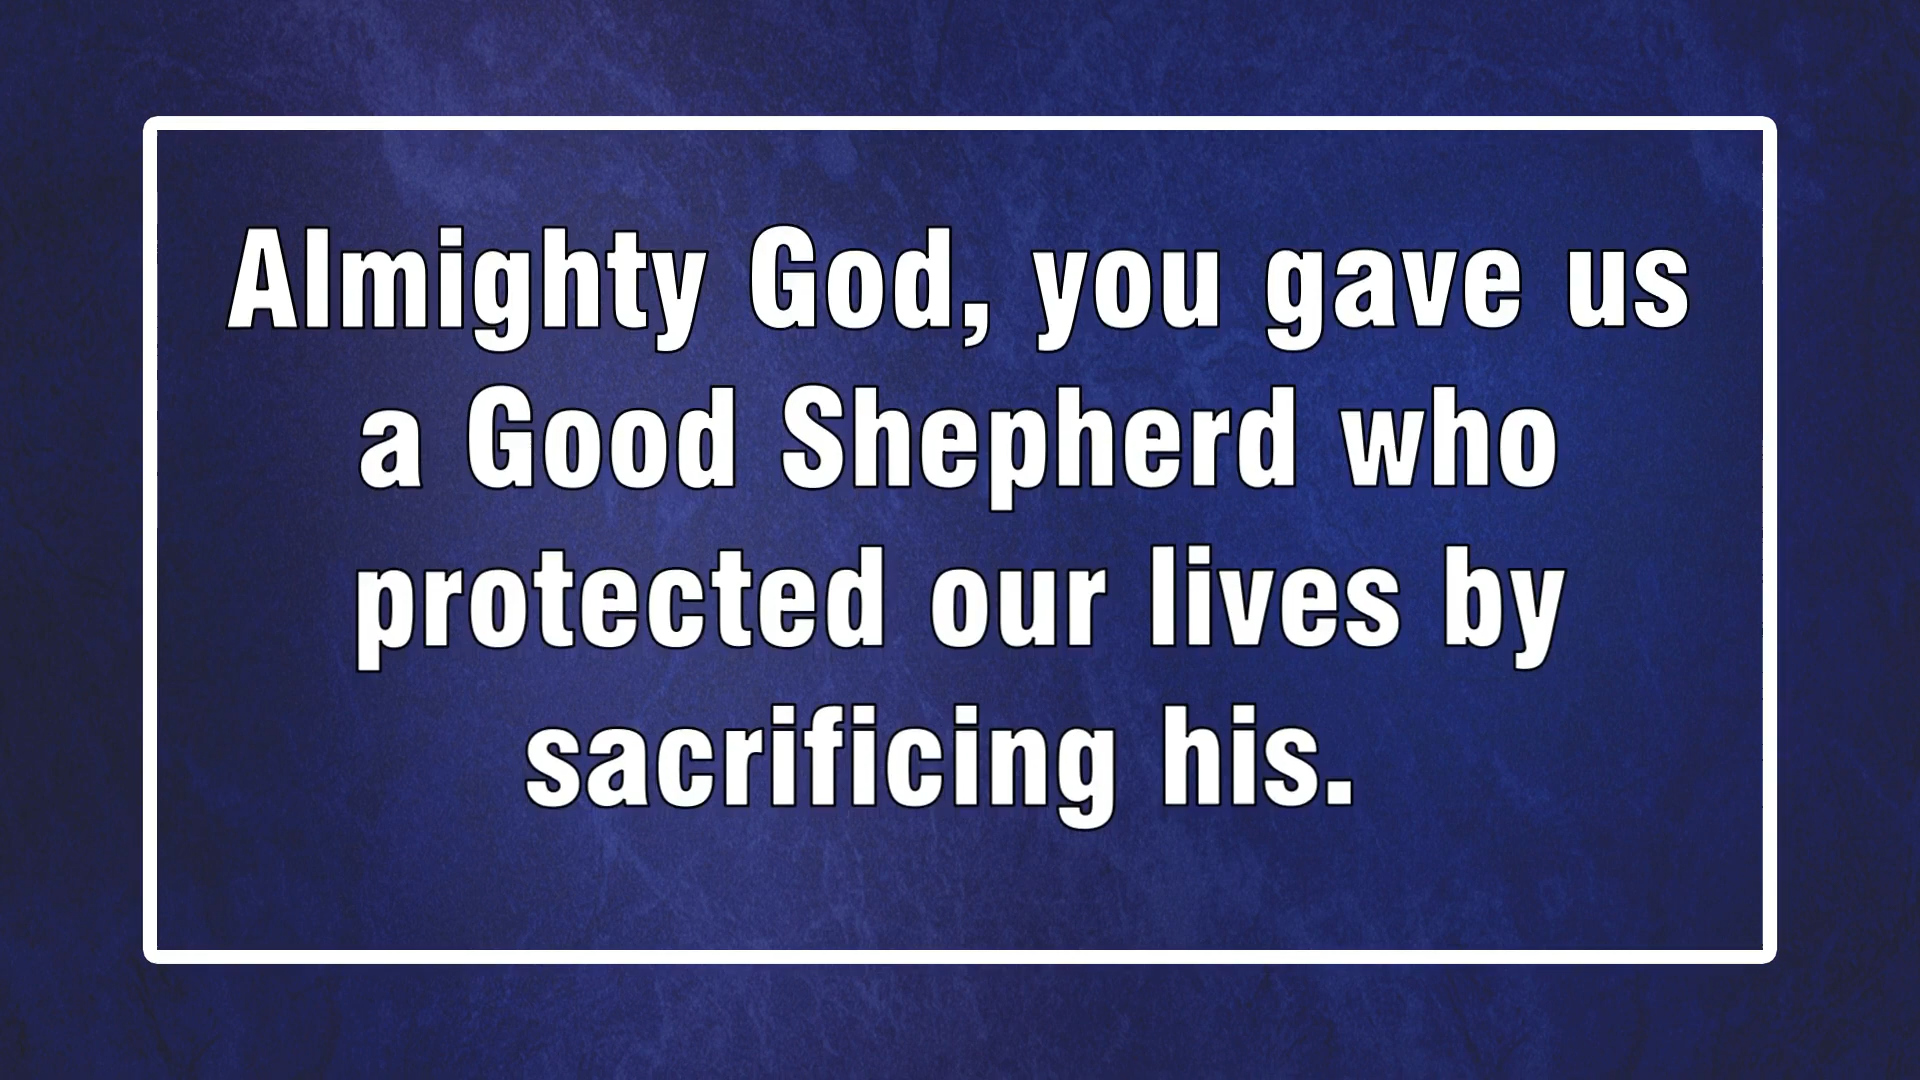 Almighty God, you gave us
a Good Shepherd who
protected our lives by
sacrificing his.